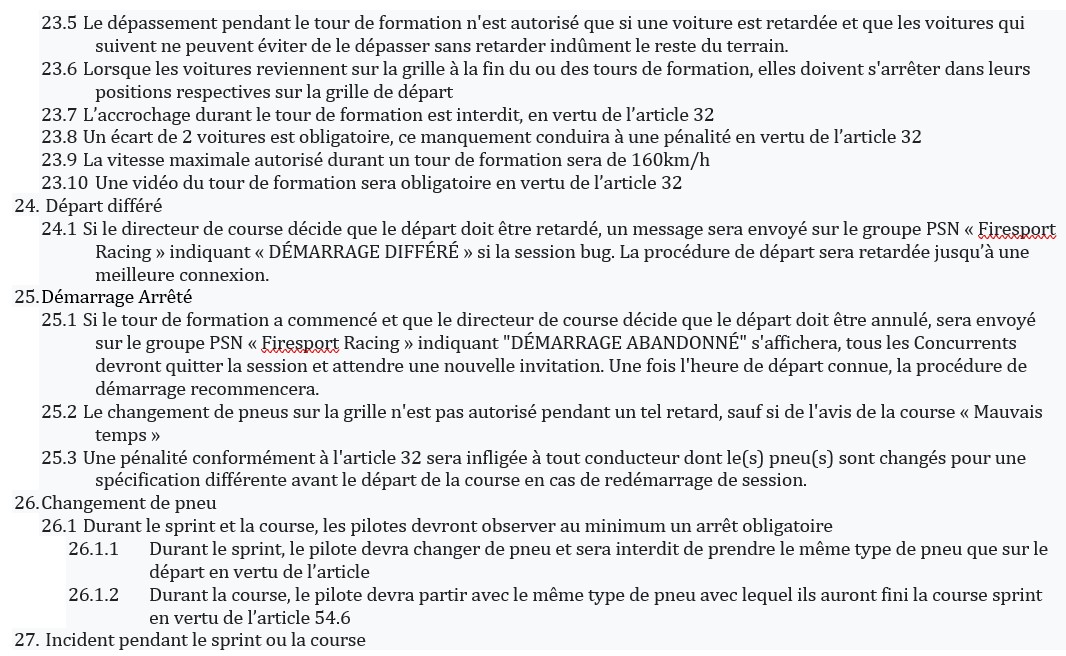 23.5 Le dépassement pendant le tour de formation n'est autorisé que si une voiture est retardée et que les voitures qui
suivent ne peuvent éviter de le dépasser sans retarder indûment le reste du terrain.
23.6 Lorsque les voitures reviennent sur la grille à la fin du ou des tours de formation, elles doivent s'arrêter dans leurs
positions respectives sur la grille de départ
23.7 L’accrochage durant le tour de formation est interdit, en vertu de l’article 32
23.8 Un écart de 2 voitures est obligatoire, ce manquement conduira à une pénalité en vertu de l’article 32
23.9 La vitesse maximale autorisé durant un tour de formation sera de 160km/h
23.10 Une vidéo du tour de formation sera obligatoire en vertu de l’article 32
24. Départ différé
24.1 Si le directeur de course décide que le départ doit être retardé, un message sera envoyé sur le groupe PSN « Firesport
Racing » indiquant « DÉMARRAGE DIFFÉRÉ » si la session bug. La procédure de départ sera retardée jusqu’à une
meilleure connexion.
25.Démarrage Arrêté
25.1 Si le tour de formation a commencé et que le directeur de course décide que le départ doit être annulé, sera envoyé
sur le groupe PSN « Firesport Racing » indiquant "DÉMARRAGE ABANDONNÉ" s'affichera, tous les Concurrents
devront quitter la session et attendre une nouvelle invitation. Une fois l'heure de départ connue, la procédure de
démarrage recommencera.
25.2 Le changement de pneus sur la grille n'est pas autorisé pendant un tel retard, sauf si de l'avis de la course « Mauvais
temps »
25.3 Une pénalité conformément à l'article 32 sera infligée à tout conducteur dont le(s) pneu(s) sont changés pour une
spécification différente avant le départ de la course en cas de redémarrage de session.
26.Changement de pneu
26.1 Durant le sprint et la course, les pilotes devront observer au minimum un arrêt obligatoire
26.1.1 Durant le sprint, le pilote devra changer de pneu et sera interdit de prendre le même type de pneu que sur le
départ en vertu de l’article
26.1.2 Durant la course, le pilote devra partir avec le même type de pneu avec lequel ils auront fini la course sprint
en vertu de l’article 54.6
27. Incident pendant le sprint ou la course